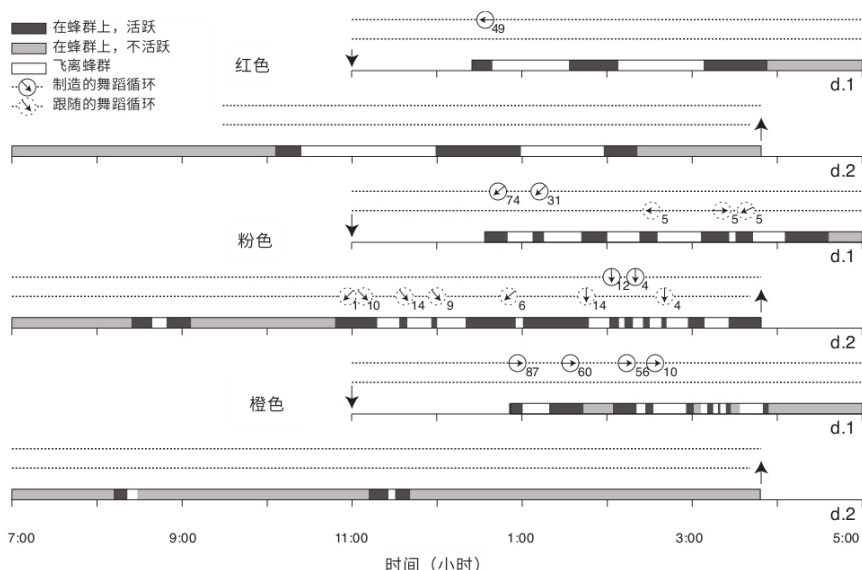 在蜂群上，活跃
在蜂群上，不活跃
飞离蜂群
制造的舞蹈循环
跟随的舞蹈循环
红色
49
d.1
d.2
粉色
74 31
5 5 5
d.1
12 4
1 10 14 9 6 14 4
d.2
橙色
87 60 56 10
d.1
d.2
7:00 9:00 11:00 1:00 3:00 5:00
时间（小时）